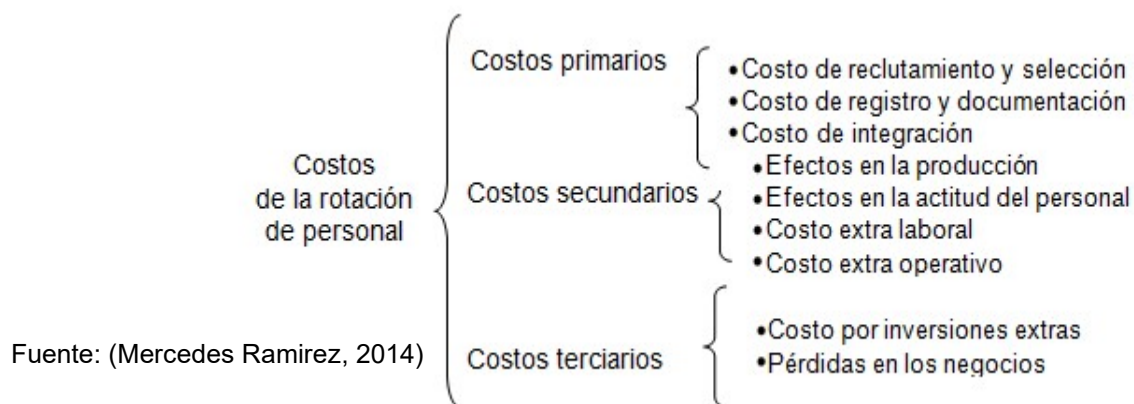 Costos
de la rotación
de personal
Costos primarios
•Costo de reclutamiento y selección
•Costo de registro y documentación
•Costo de integración
Costos secundarios
•Efectos en la producción
•Efectos en la actitud del personal
•Costo extra laboral
•Costo extra operativo
Costos terciarios
•Costo por inversiones extras
•Pérdidas en los negocios
Fuente: (Mercedes Ramirez, 2014)